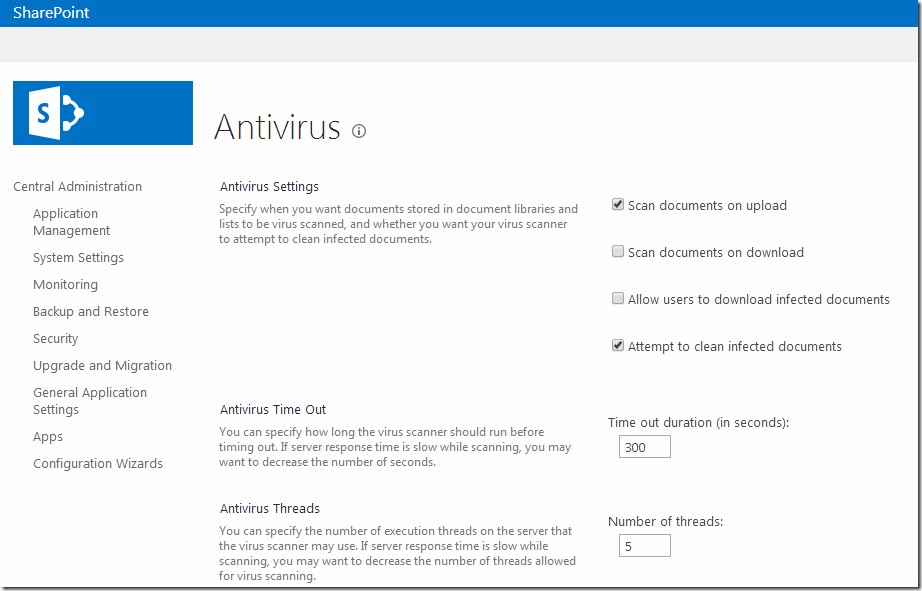 SharePoint
S
Antivirus
Central Administration
Application
Management
System Settings
Monitoring
Backup and Restore
Security
Upgrade and Migration
General Application
Settings
Apps
Configuration Wizards
Antivirus Settings
Specify when you want documents stored in document libraries and
lists to be virus scanned, and whether you want your virus scanner
to attempt to clean infected documents.
Scan documents on upload
Scan documents on download
Allow users to download infected documents
Attempt to clean infected documents
Antivirus Time Out
You can specify how long the virus scanner should run before
timing out. If server response time is slow while scanning, you may
want to decrease the number of seconds.
Time out duration (in seconds):
300
Antivirus Threads
You can specify the number of execution threads on the server that
the virus scanner may use. If server response time is slow while
scanning, you may want to decrease the number of threads allowed
for virus scanning.
Number of threads:
5